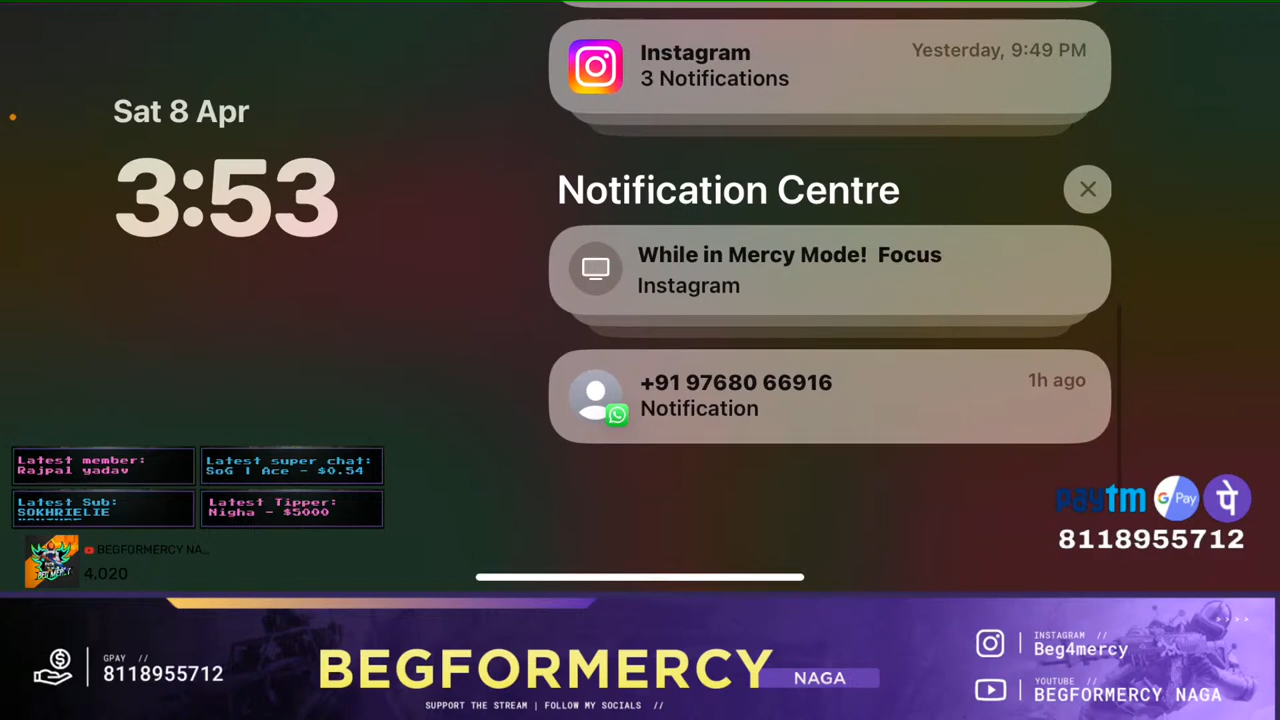 Instagram
Yesterday, 9:49 PM
3 Notifications
Sat 8 Apr
3:53
Notification Centre
While in Mercy Mode! Focus
Instagram
+91 97680 66916
1h ago
Notification
Latest member:
Rajpal yadav
Latest super chat:
SoG | Ace - $0.54
Latest Sub:
SOKHRIELIE
Latest Tipper:
Nigha - $5000
paytm
G Pay
पे
8118955712
BEGFORMERCY NA...
4,020
GPAY //
8118955712
BEGFORMERCY
NAGA
SUPPORT THE STREAM | FOLLOW MY SOCIALS //
INSTAGRAM //
Beg4mercy
YOUTUBE //
BEGFORMERCY NAGA